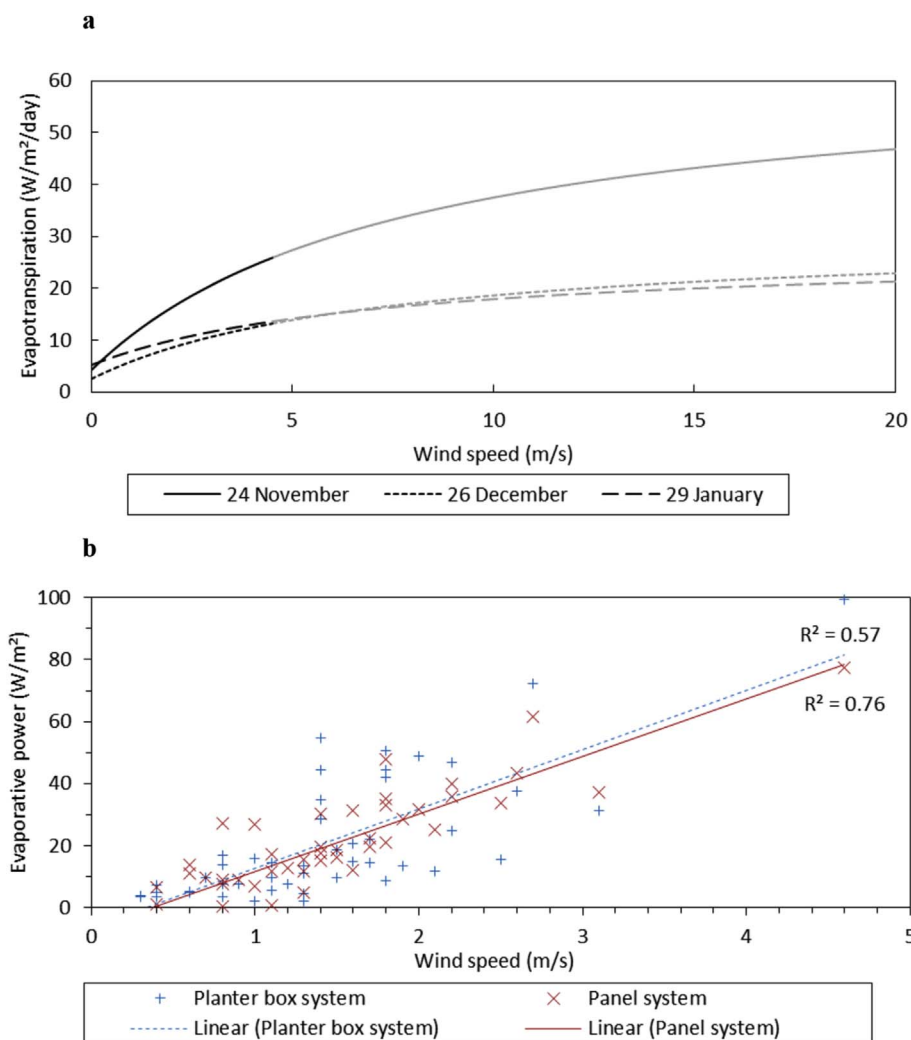 a
60
50
40
30
20
10
0
Evapotranspiration (W/m²/day)
0 5 10 15 20
Wind speed (m/s)
24 November 26 December 29 January
b
100
80
60
40
20
0
Evaporative power (W/m²)
R² = 0.57
R² = 0.76
0 1 2 3 4 5
Wind speed (m/s)
Planter box system Panel system
Linear (Planter box system) Linear (Panel system)